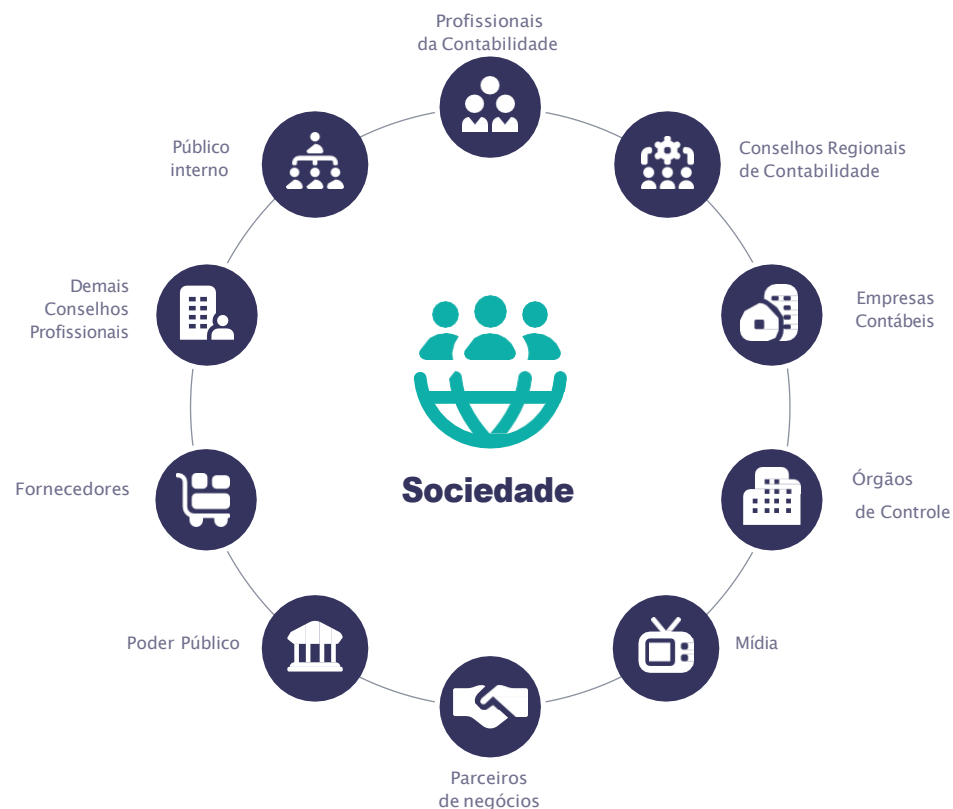 Profissionais
da Contabilidade
Público
interno
Conselhos Regionais
de Contabilidade
Demais
Conselhos
Profissionais
Empresas
Contábeis
Sociedade
Fornecedores
Órgãos
de Controle
Poder Público
Mídia
Parceiros
de negócios